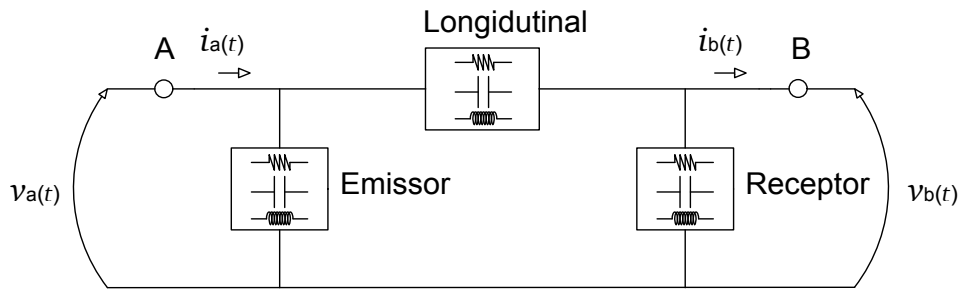 Longidutinal
A
ia(t)
ib(t)
B
va(t)
Emissor
Receptor
vb(t)